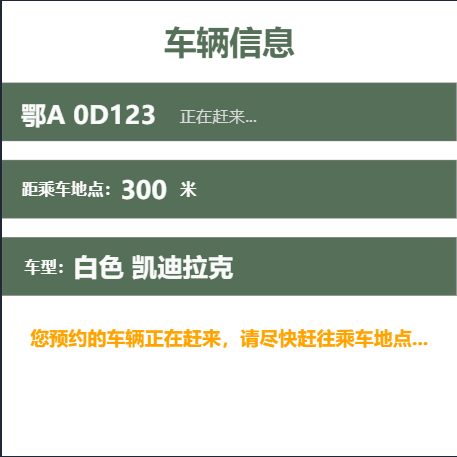 车辆信息
鄂A 0D123 正在赶来...
距乘车地点：300 米
车型：白色 凯迪拉克
您预约的车辆正在赶来，请尽快赶往乘车地点...